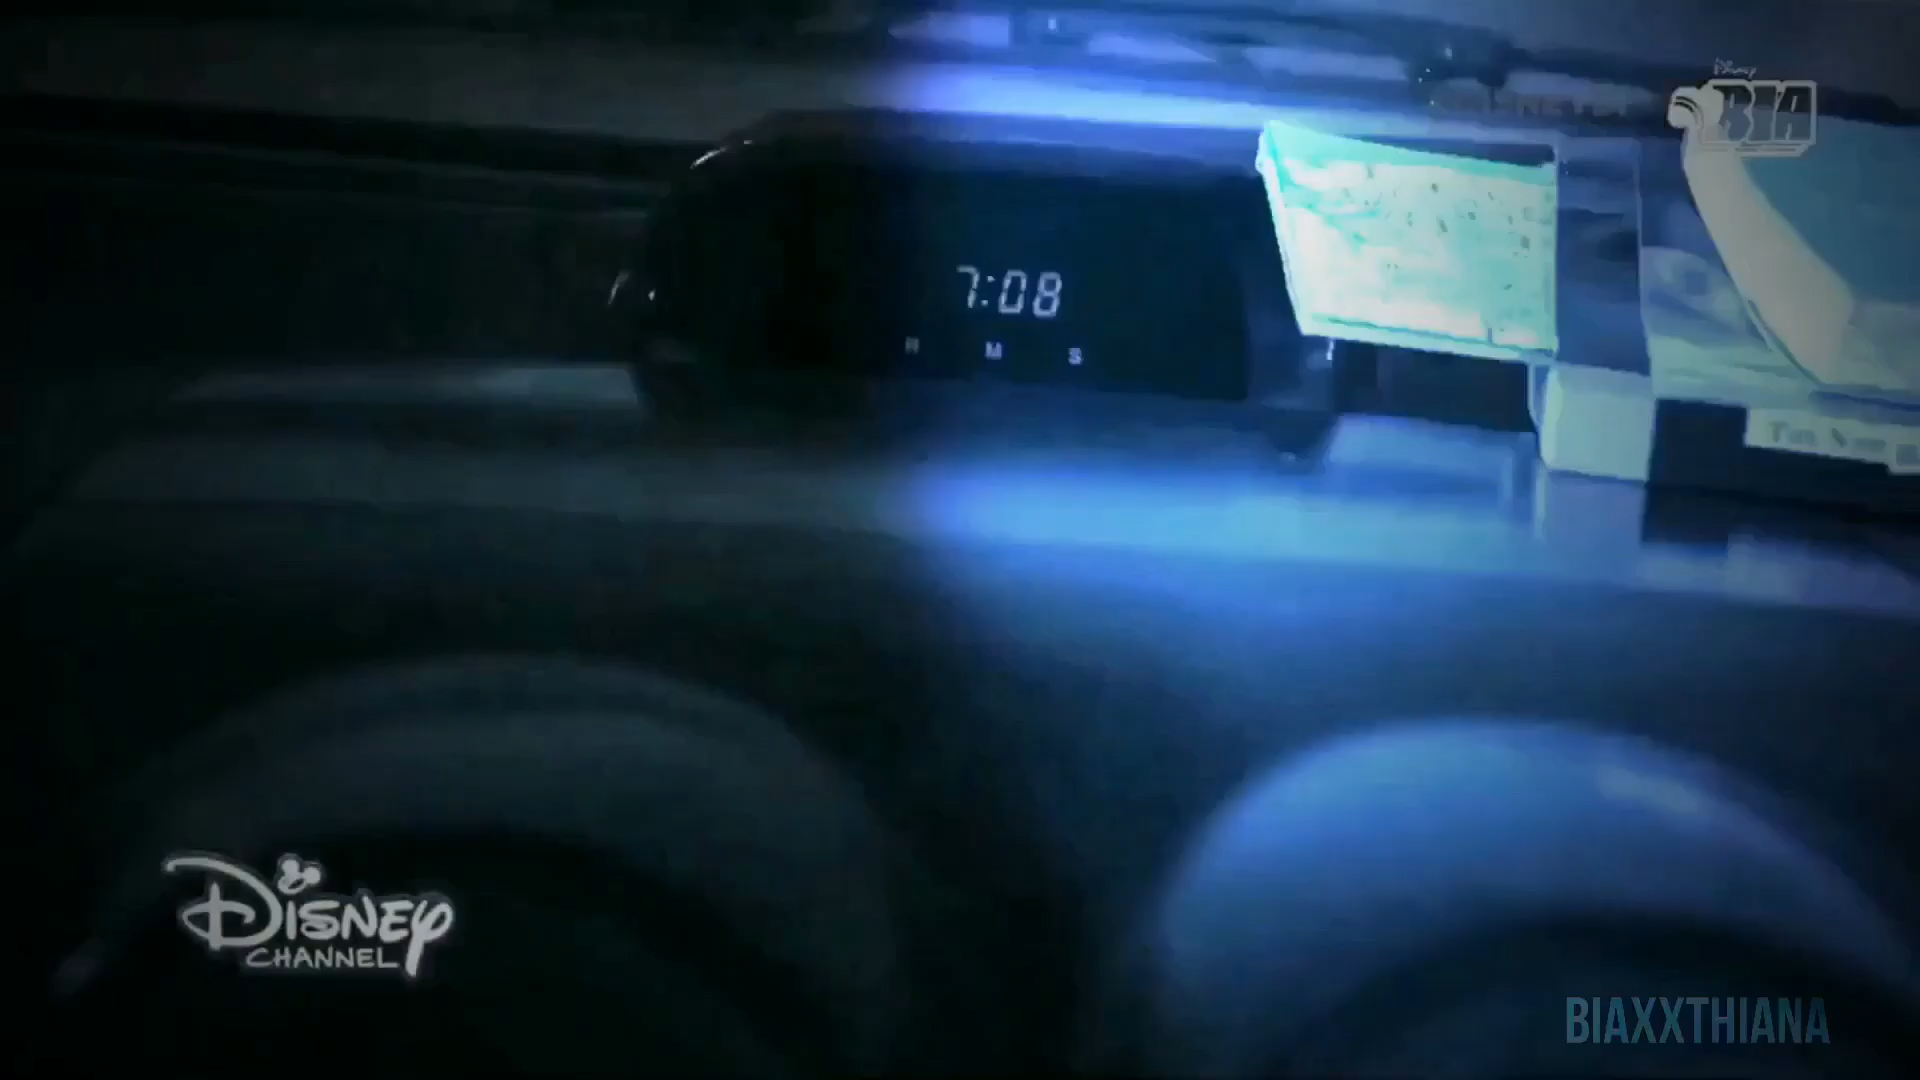 Disney
BIA
7:08
H M S
DISNEY
CHANNEL
BIAXXTHIANA